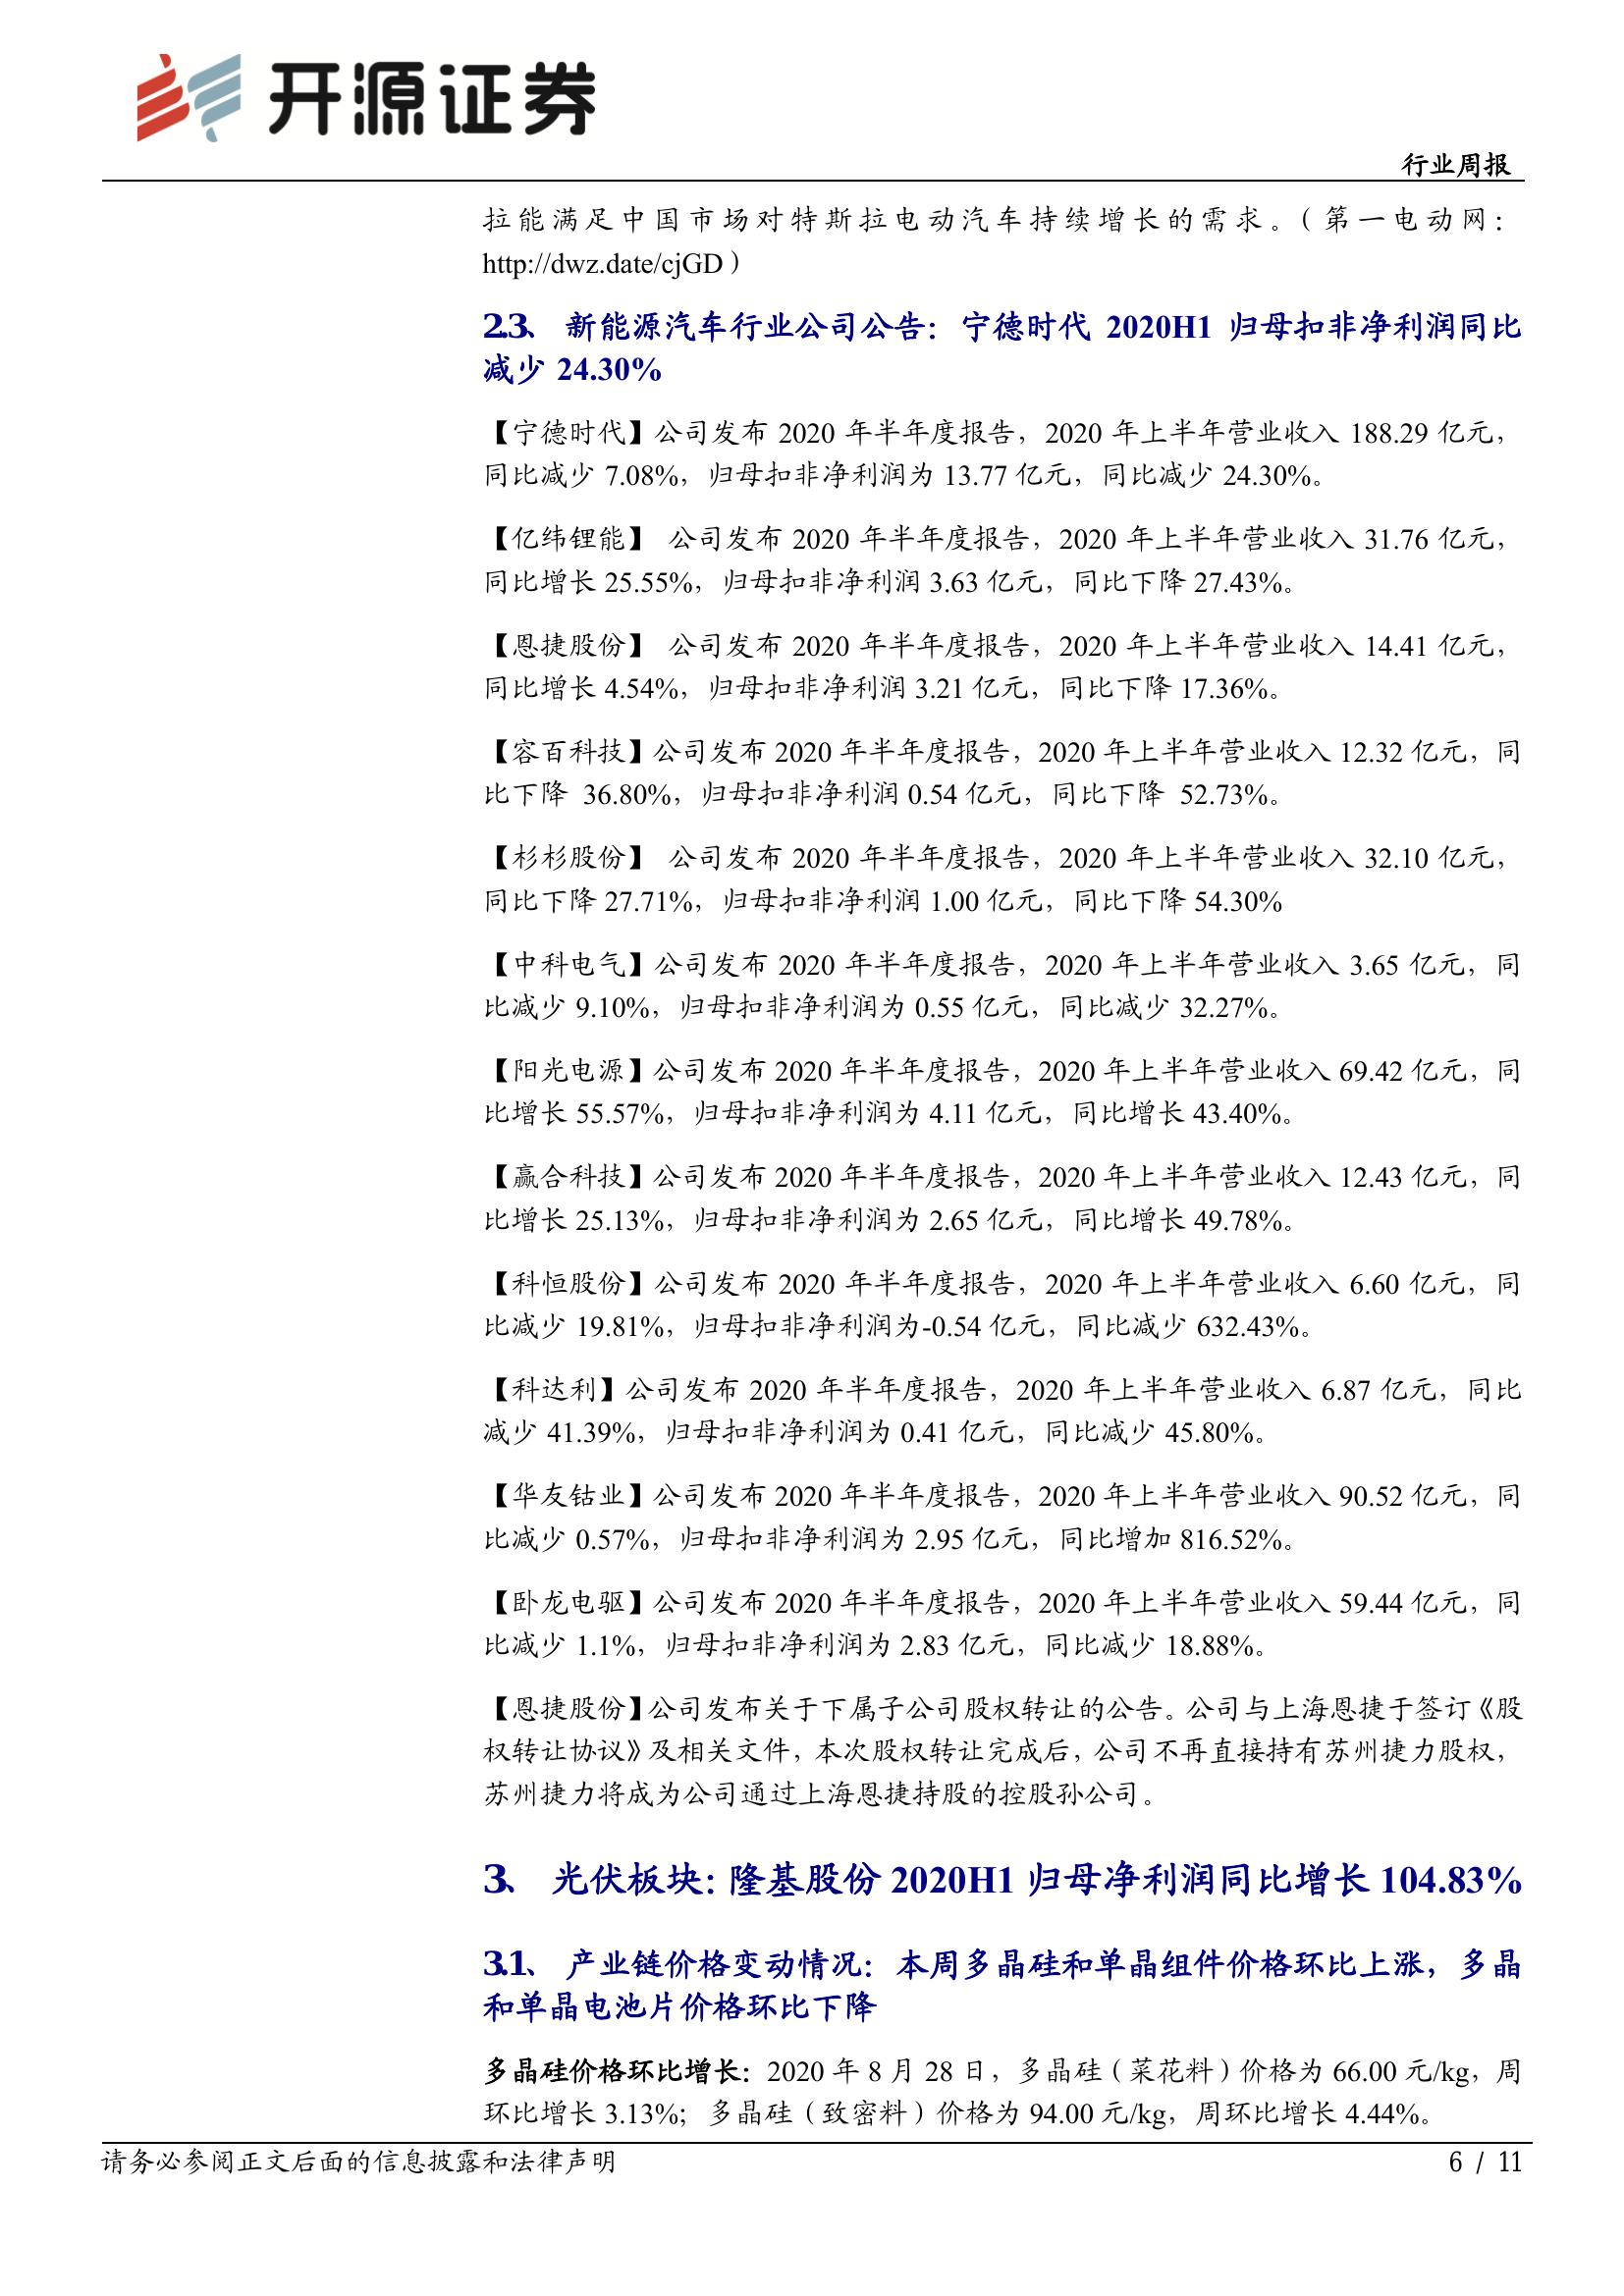 开源证券
行业周报
拉能满足中国市场对特斯拉电动汽车持续增长的需求。（第一电动网：
http://dwz.date/cjGD）
2.3、 新能源汽车行业公司公告：宁德时代 2020H1 归母扣非净利润同比
减少 24.30%
【宁德时代】公司发布 2020 年半年度报告，2020 年上半年营业收入 188.29 亿元，
同比减少 7.08%，归母扣非净利润为 13.77 亿元，同比减少 24.30%。
【亿纬锂能】 公司发布 2020 年半年度报告，2020 年上半年营业收入 31.76 亿元，
同比增长 25.55%，归母扣非净利润 3.63 亿元，同比下降 27.43%。
【恩捷股份】 公司发布 2020 年半年度报告，2020 年上半年营业收入 14.41 亿元，
同比增长 4.54%，归母扣非净利润 3.21 亿元，同比下降 17.36%。
【容百科技】公司发布 2020 年半年度报告，2020 年上半年营业收入 12.32 亿元，同
比下降 36.80%，归母扣非净利润 0.54 亿元，同比下降 52.73%。
【杉杉股份】 公司发布 2020 年半年度报告，2020 年上半年营业收入 32.10 亿元，
同比下降 27.71%，归母扣非净利润 1.00 亿元，同比下降 54.30%
【中科电气】公司发布 2020 年半年度报告，2020 年上半年营业收入 3.65 亿元，同
比减少 9.10%，归母扣非净利润为 0.55 亿元，同比减少 32.27%。
【阳光电源】公司发布 2020 年半年度报告，2020 年上半年营业收入 69.42 亿元，同
比增长 55.57%，归母扣非净利润为 4.11 亿元，同比增长 43.40%。
【赢合科技】公司发布 2020 年半年度报告，2020 年上半年营业收入 12.43 亿元，同
比增长 25.13%，归母扣非净利润为 2.65 亿元，同比增长 49.78%。
【科恒股份】公司发布 2020 年半年度报告，2020 年上半年营业收入 6.60 亿元，同
比减少 19.81%，归母扣非净利润为-0.54 亿元，同比减少 632.43%。
【科达利】公司发布 2020 年半年度报告，2020 年上半年营业收入 6.87 亿元，同比
减少 41.39%，归母扣非净利润为 0.41 亿元，同比减少 45.80%。
【华友钴业】公司发布 2020 年半年度报告，2020 年上半年营业收入 90.52 亿元，同
比减少 0.57%，归母扣非净利润为 2.95 亿元，同比增加 816.52%。
【卧龙电驱】公司发布 2020 年半年度报告，2020 年上半年营业收入 59.44 亿元，同
比减少 1.1%，归母扣非净利润为 2.83 亿元，同比减少 18.88%。
【恩捷股份】公司发布关于下属子公司股权转让的公告。公司与上海恩捷于签订《股
权转让协议》及相关文件，本次股权转让完成后，公司不再直接持有苏州捷力股权，
苏州捷力将成为公司通过上海恩捷持股的控股孙公司。
3、 光伏板块：隆基股份 2020H1 归母净利润同比增长 104.83%
3.1、 产业链价格变动情况：本周多晶硅和单晶组件价格环比上涨，多晶
和单晶电池片价格环比下降
多晶硅价格环比增长：2020 年 8 月 28 日，多晶硅（菜花料）价格为 66.00 元/kg，周
环比增长 3.13%；多晶硅（致密料）价格为 94.00 元/kg，周环比增长 4.44%。
请务必参阅正文后面的信息披露和法律声明
6 / 11